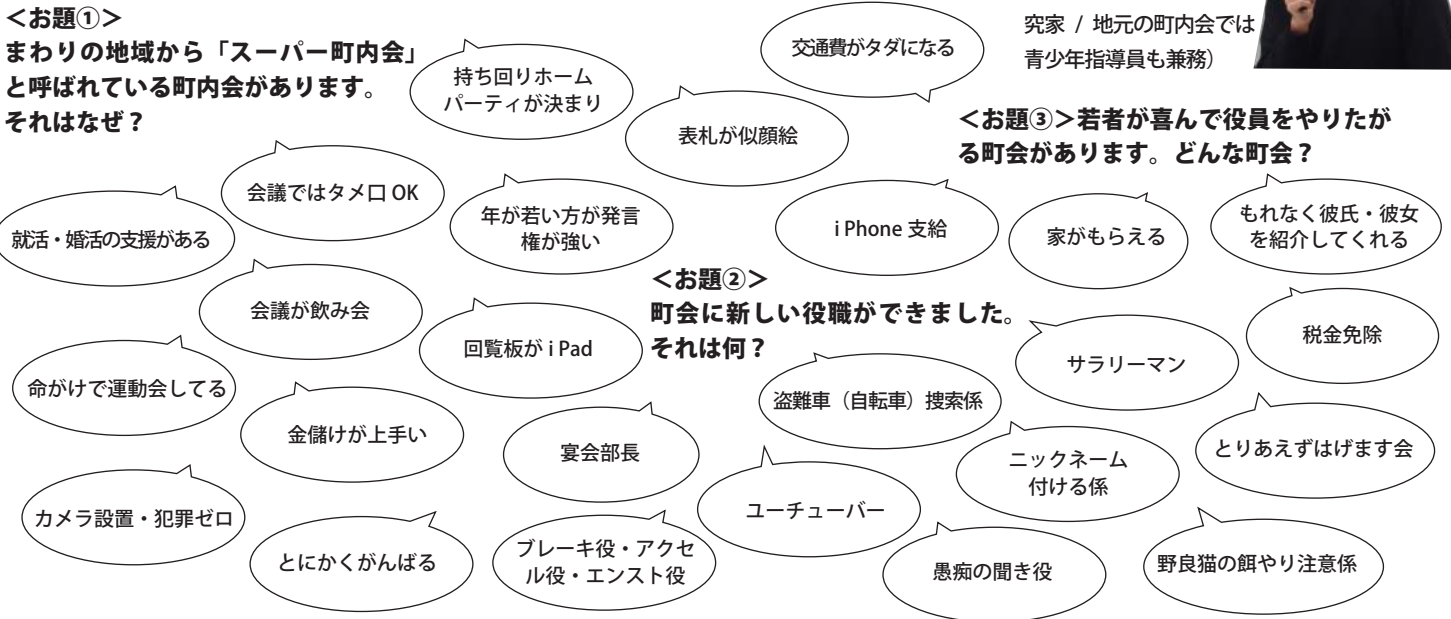 究家 / 地元の町内会では
青少年指導員も兼務）
＜お題①＞
まわりの地域から「スーパー町内会」
と呼ばれている町内会があります。
それはなぜ？
持ち回りホーム
パーティが決まり
表札が似顔絵
会議ではタメ口 OK
年が若い方が発言
権が強い
就活・婚活の支援がある
会議が飲み会
回覧板が i Pad
命がけで運動会してる
金儲けが上手い
カメラ設置・犯罪ゼロ
とにかくがんばる
＜お題②＞
町会に新しい役職ができました。
それは何？
盗難車（自転車）捜索係
サラリーマン
宴会部長
ニックネーム
付ける係
ユーチューバー
ブレーキ役・アクセ
ル役・エンスト役
愚痴の聞き役
野良猫の餌やり注意係
とりあえずはげます会
＜お題③＞若者が喜んで役員をやりたが
る町会があります。どんな町会？
交通費がタダになる
i Phone 支給
家がもらえる
もれなく彼氏・彼女
を紹介してくれる
税金免除